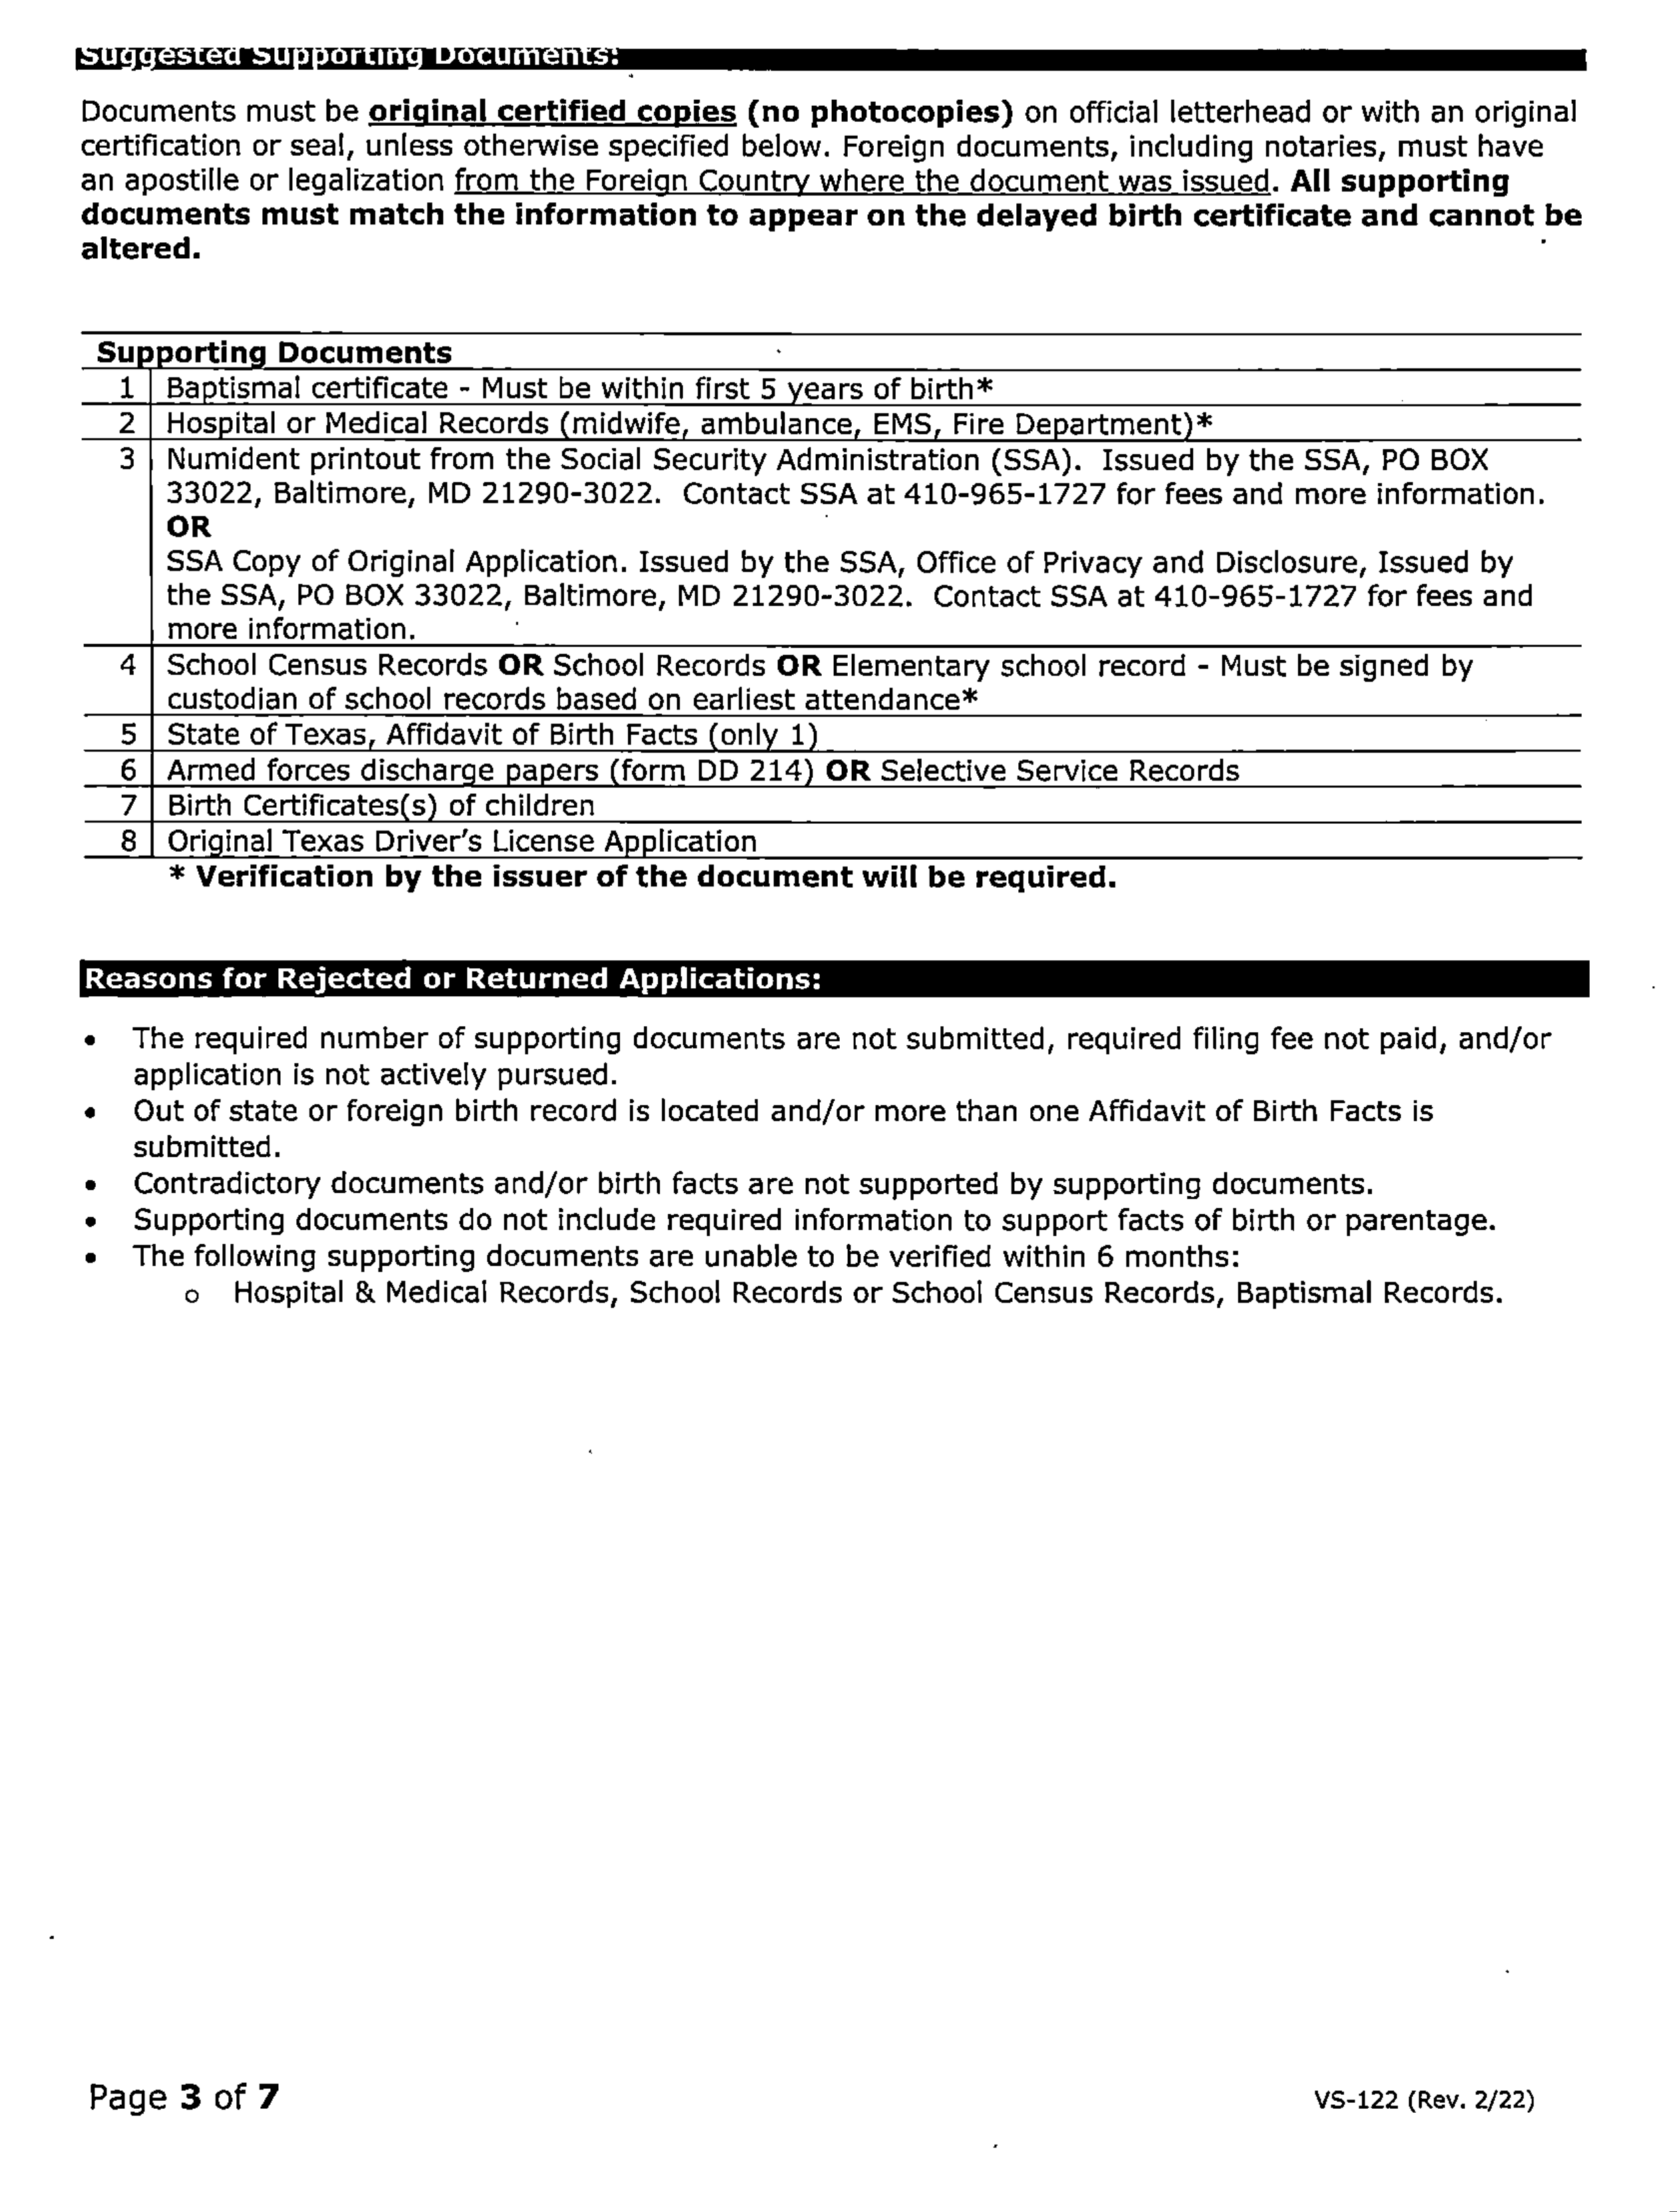 Suggested Supporting Documents:
Documents must be original certified copies (no photocopies) on official letterhead or with an original
certification or seal, unless otherwise specified below. Foreign documents, including notaries, must have
an apostille or legalization from the Foreign Country where the document was issued. All supporting
documents must match the information to appear on the delayed birth certificate and cannot be
altered.
Supporting Documents
1 Baptismal certificate - Must be within first 5 years of birth*
2 Hospital or Medical Records (midwife, ambulance, EMS, Fire Department)*
3 Numident printout from the Social Security Administration (SSA). Issued by the SSA, PO BOX
33022, Baltimore, MD 21290-3022. Contact SSA at 410-965-1727 for fees and more information.
OR
SSA Copy of Original Application. Issued by the SSA, Office of Privacy and Disclosure, Issued by
the SSA, PO BOX 33022, Baltimore, MD 21290-3022. Contact SSA at 410-965-1727 for fees and
more information.
4 School Census Records OR School Records OR Elementary school record - Must be signed by
custodian of school records based on earliest attendance*
5 State of Texas, Affidavit of Birth Facts (only 1)
6 Armed forces discharge papers (form DD 214) OR Selective Service Records
7 Birth Certificates(s) of children
8 Original Texas Driver's License Application
* Verification by the issuer of the document will be required.
Reasons for Rejected or Returned Applications:
• The required number of supporting documents are not submitted, required filing fee not paid, and/or
application is not actively pursued.
• Out of state or foreign birth record is located and/or more than one Affidavit of Birth Facts is
submitted.
• Contradictory documents and/or birth facts are not supported by supporting documents.
• Supporting documents do not include required information to support facts of birth or parentage.
• The following supporting documents are unable to be verified within 6 months:
o Hospital & Medical Records, School Records or School Census Records, Baptismal Records.
Page 3 of 7
VS-122 (Rev. 2/22)